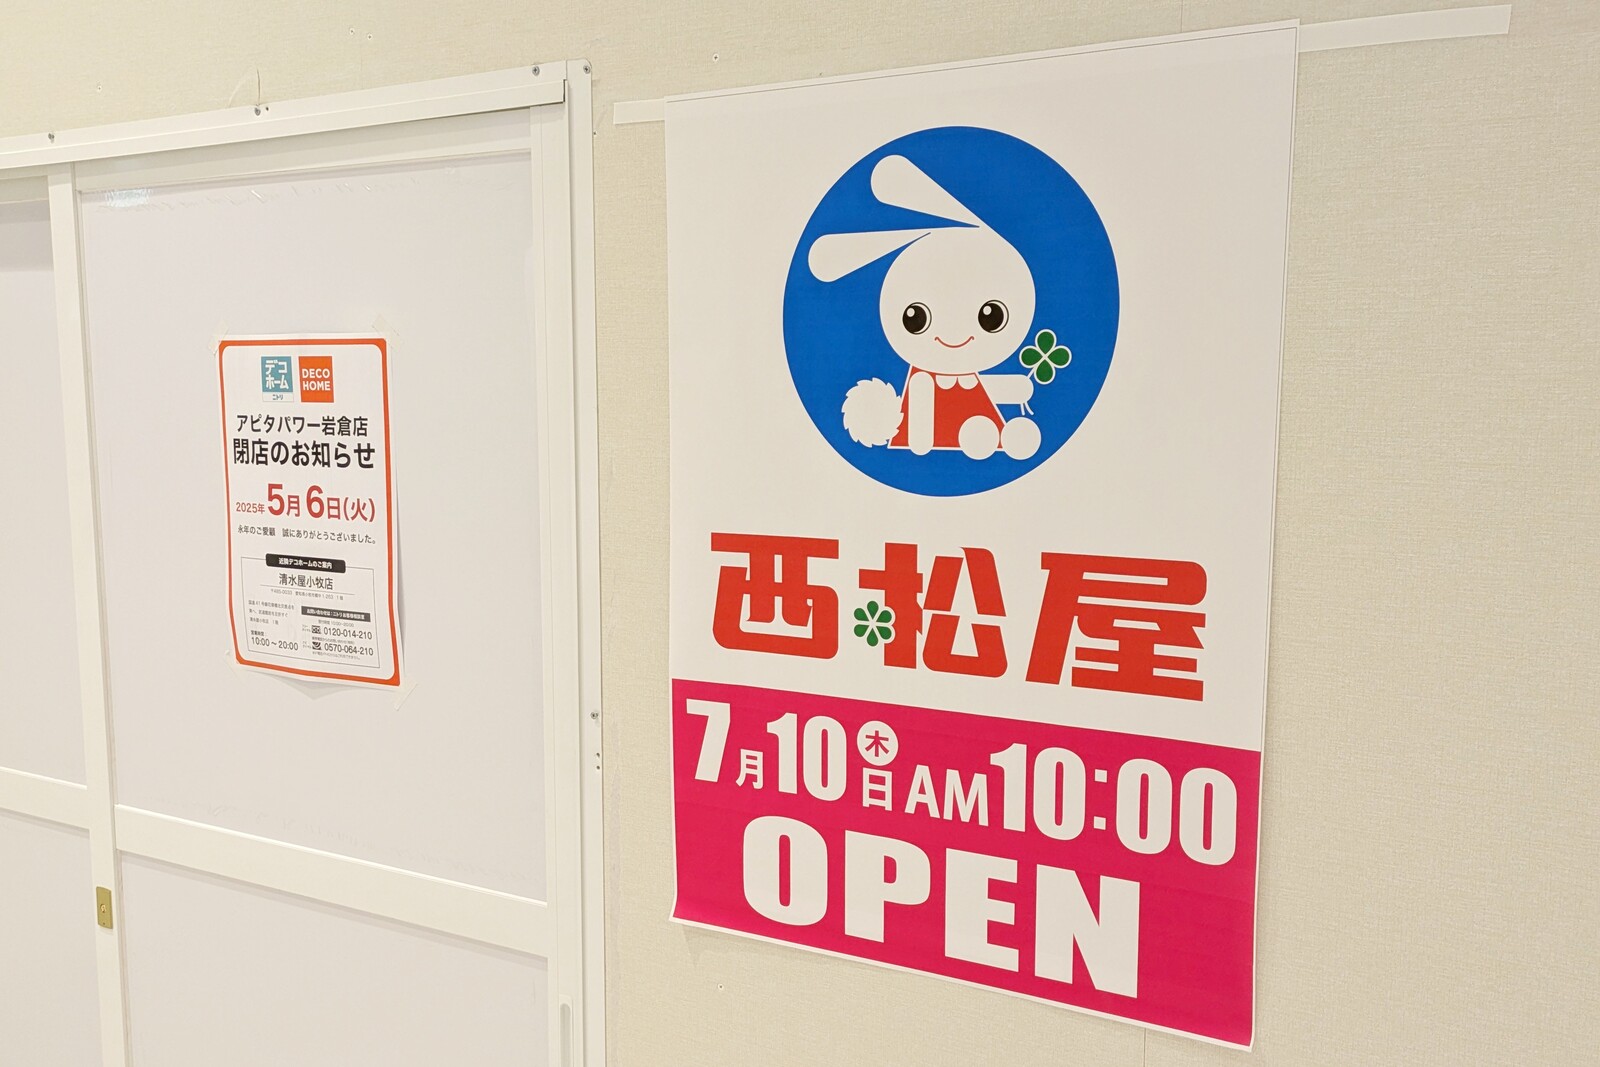 デコ
ホーム
ニトリ
DECO
HOME
アピタパワー岩倉店
閉店のお知らせ
2025年5月6日(火)
永年のご愛顧 誠にありがとうございました。
近隣デコホームのご案内
清水屋小牧店
営業時間
10:00～20:00
0120-014-210
0570-064-210
西松屋
7月10日木AM10:00
OPEN